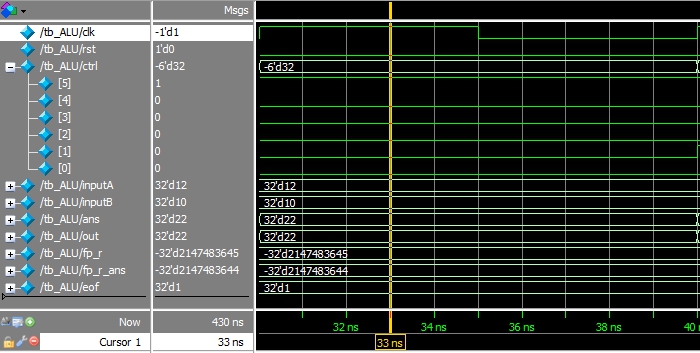 Msgs
/tb_ALU/clk -1'd1
/tb_ALU/rst 1'd0
/tb_ALU/ctrl -6'd32 -6'd32
[5] 1
[4] 0
[3] 0
[2] 0
[1] 0
[0] 0
/tb_ALU/inputA 32'd12 32'd12
/tb_ALU/inputB 32'd10 32'd10
/tb_ALU/ans 32'd22 32'd22
/tb_ALU/out 32'd22 32'd22
/tb_ALU/fp_r -32'd2147483645 -32'd2147483645
/tb_ALU/fp_r_ans -32'd2147483644 -32'd2147483644
/tb_ALU/eof 32'd1 32'd1
Now 430 ns 32 ns 34 ns 36 ns 38 ns 40
Cursor 1 33 ns 33 ns